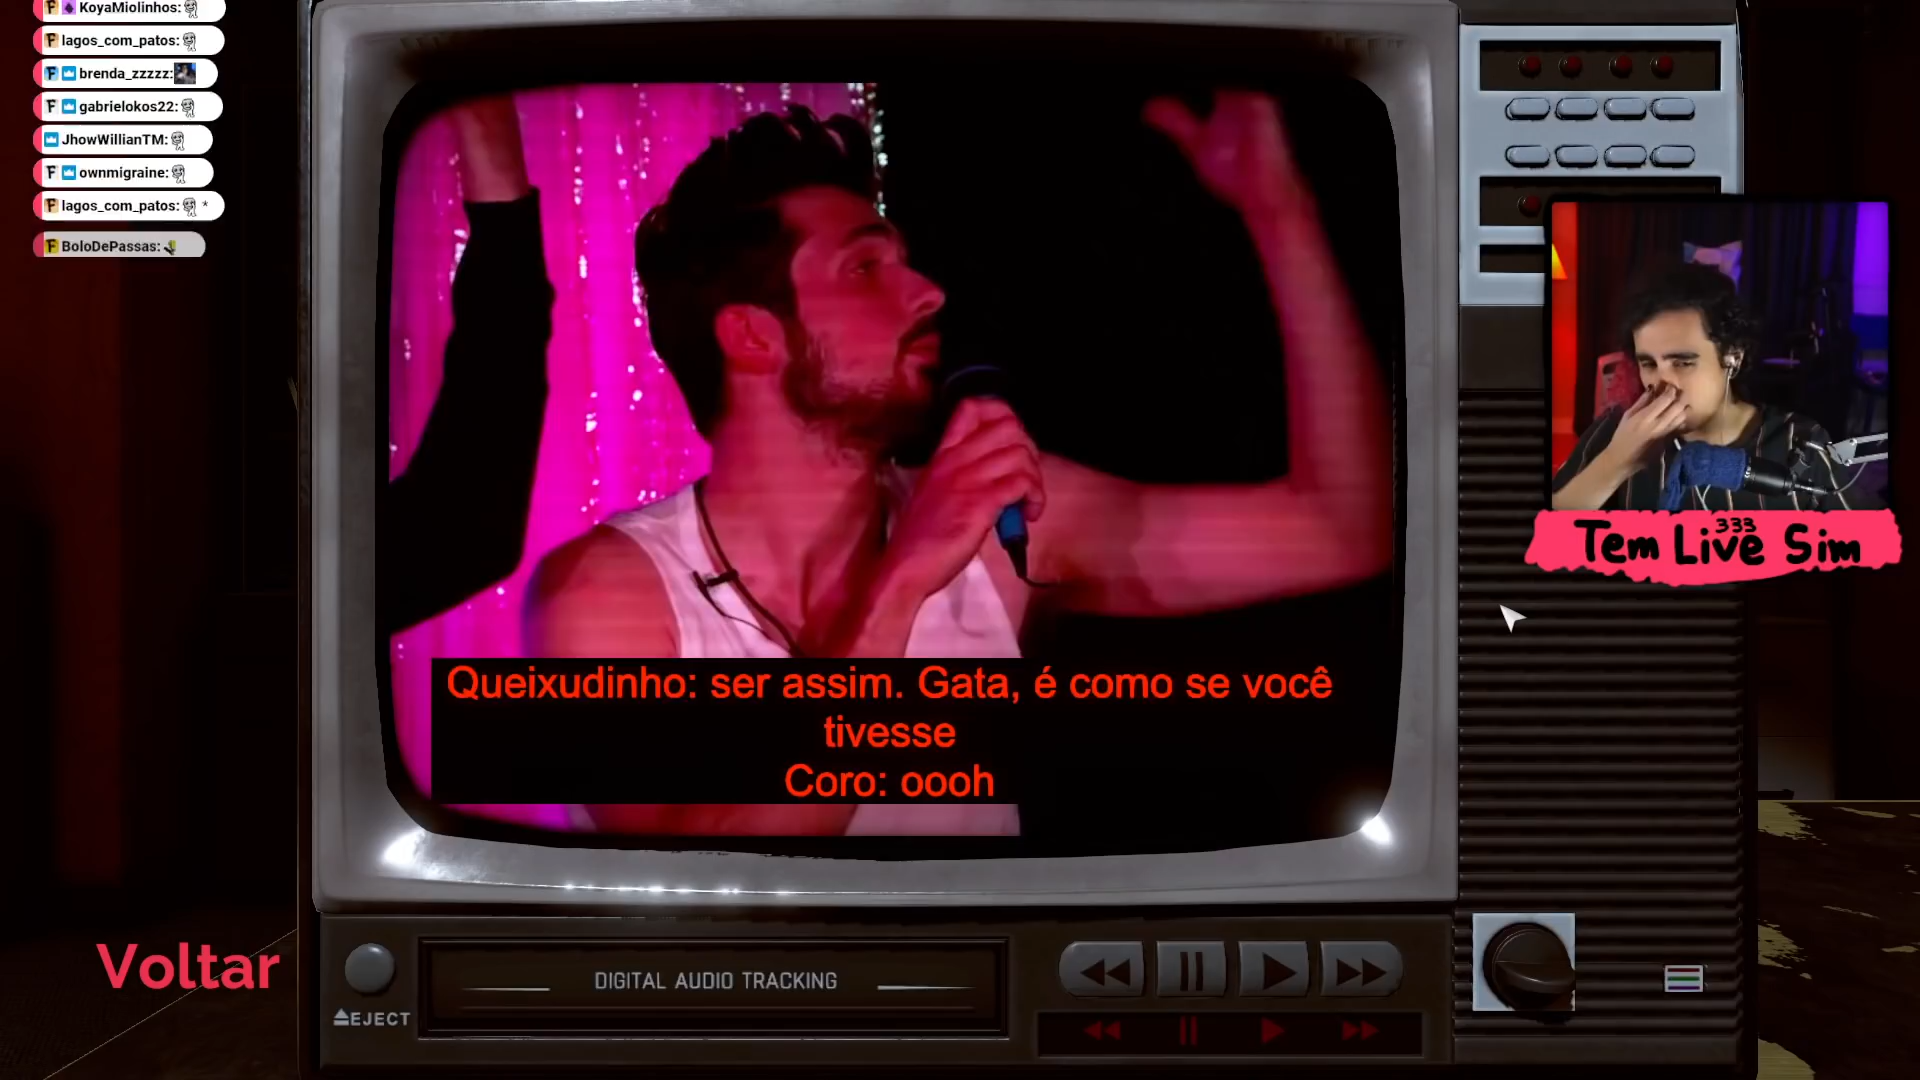 KoyaMiolinhos:
lagos_com_patos:
brenda_zzzzz:
gabrielokos22:
JhowWillianTM:
ownmigraine:
lagos_com_patos: *
BoloDePassas:
333
Tem Live Sim
Queixudinho: ser assim. Gata, é como se você
tivesse
Coro: oooh
Voltar
DIGITAL AUDIO TRACKING
EJECT